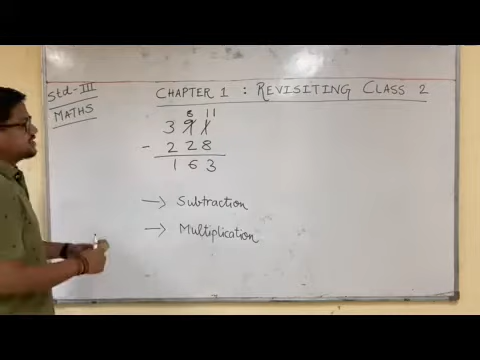 Std-III
MATHS
CHAPTER 1 : REVISITING CLASS 2
8 11
3 9 1
- 2 2 8
1 6 3
→ Subtraction
→ Multiplication